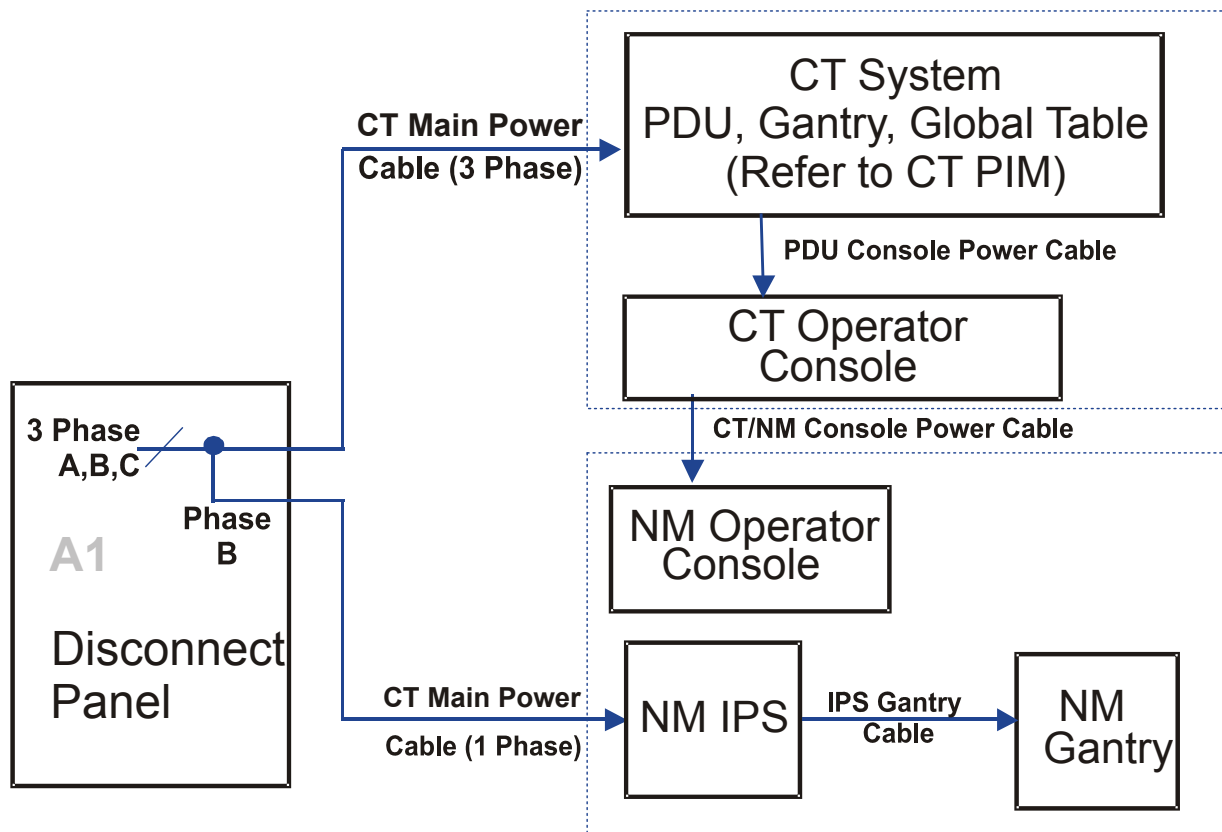 CT System
PDU, Gantry, Global Table
(Refer to CT PIM)
CT Main Power
Cable (3 Phase)
PDU Console Power Cable
CT Operator
Console
CT/NM Console Power Cable
3 Phase
A,B,C
Phase
B
A1
Disconnect
Panel
NM Operator
Console
CT Main Power
Cable (1 Phase)
NM IPS
IPS Gantry
Cable
NM
Gantry